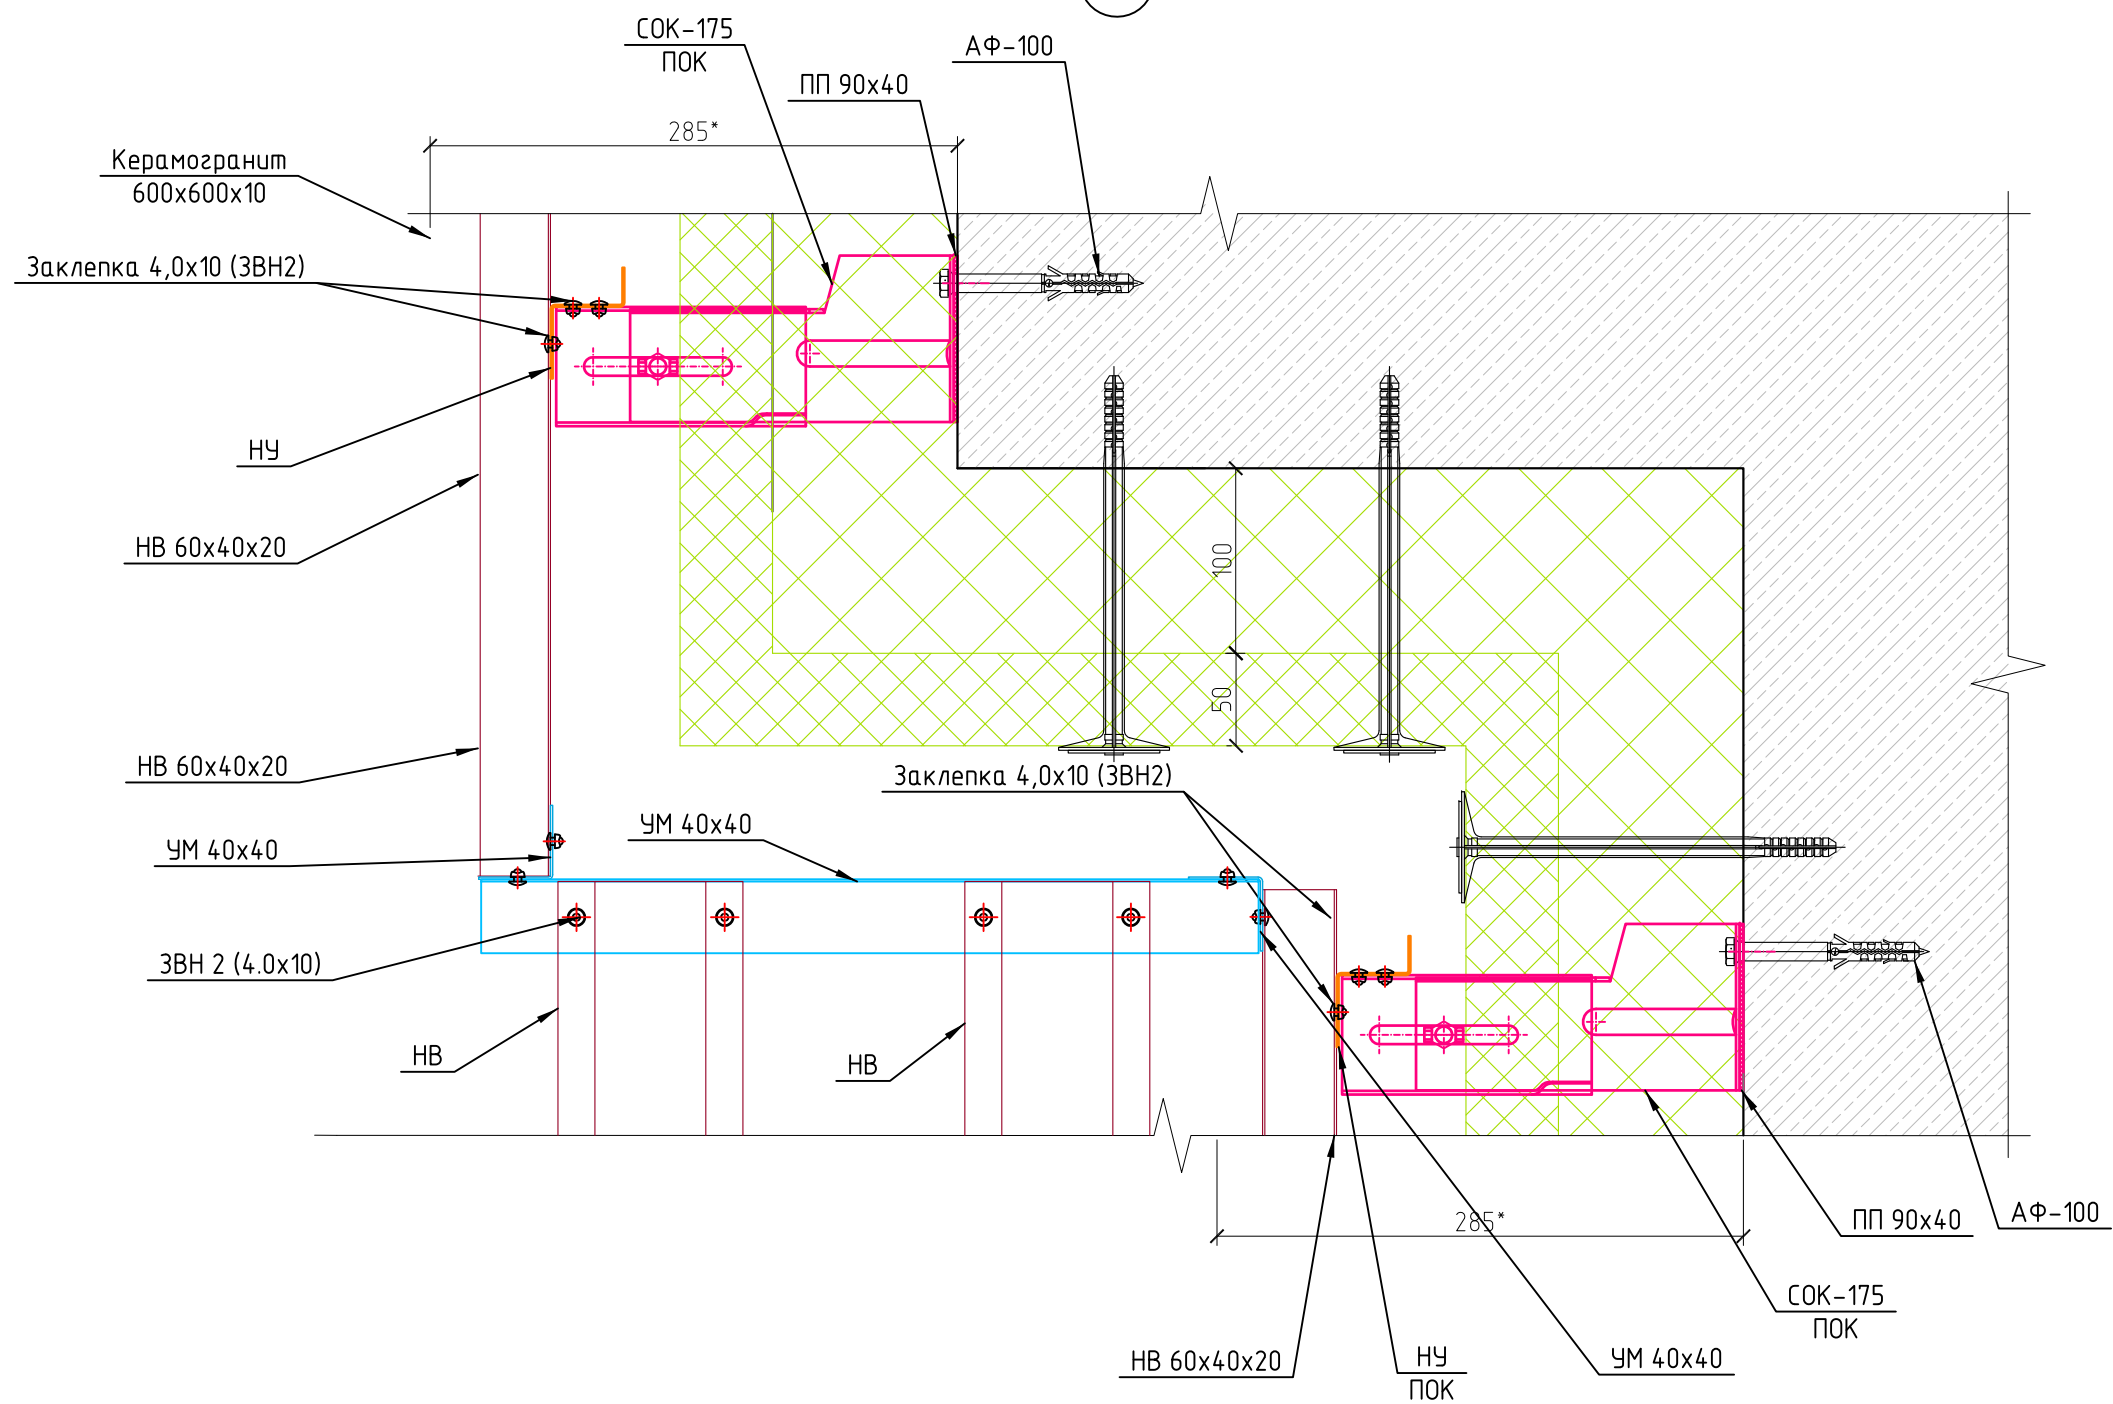 СОК-175
ПОК
АФ-100
ПП 90х40
285*
Керамогранит
600х600х10
Заклепка 4,0х10 (ЗВН2)
НУ
НВ 60х40х20
100
50
НВ 60х40х20
Заклепка 4,0х10 (ЗВН2)
УМ 40х40
УМ 40х40
ЗВН 2 (4.0х10)
НВ
НВ
285*
ПП 90х40
АФ-100
СОК-175
ПОК
НВ 60х40х20
НУ
ПОК
УМ 40х40